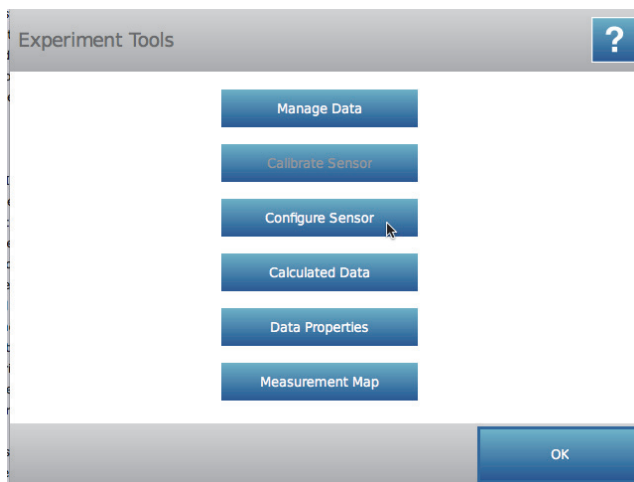 Experiment Tools
?
Manage Data
Calibrate Sensor
Configure Sensor
Calculated Data
Data Properties
Measurement Map
OK